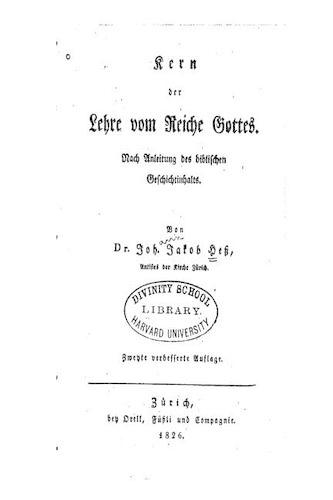 Kern
der
Lehre vom Reiche Gottes.
Nach Anleitung des biblischen
Geschichtinhalts.
Von
Dr. Joh. Jakob Heß,
Antistes der Kirche Zürich.
DIVINITY SCHOOL
LIBRARY.
HARVARD UNIVERSITY
Zweyte verbesserte Auflage.
Zürich,
bey Orell, Füßli und Compagnie.
1826.